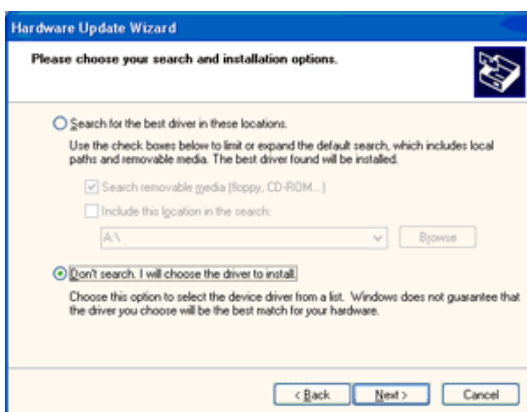 Hardware Update Wizard
Please choose your search and installation options.
Search for the best driver in these locations.
Use the check boxes below to limit or expand the default search, which includes local
paths and removable media. The best driver found will be installed.
Search removable media (floppy, CD-ROM...)
Include this location in the search:
A:\
Browse
Don't search. I will choose the driver to install.
Choose this option to select the device driver from a list. Windows does not guarantee that
the driver you choose will be the best match for your hardware.
< Back Next > Cancel